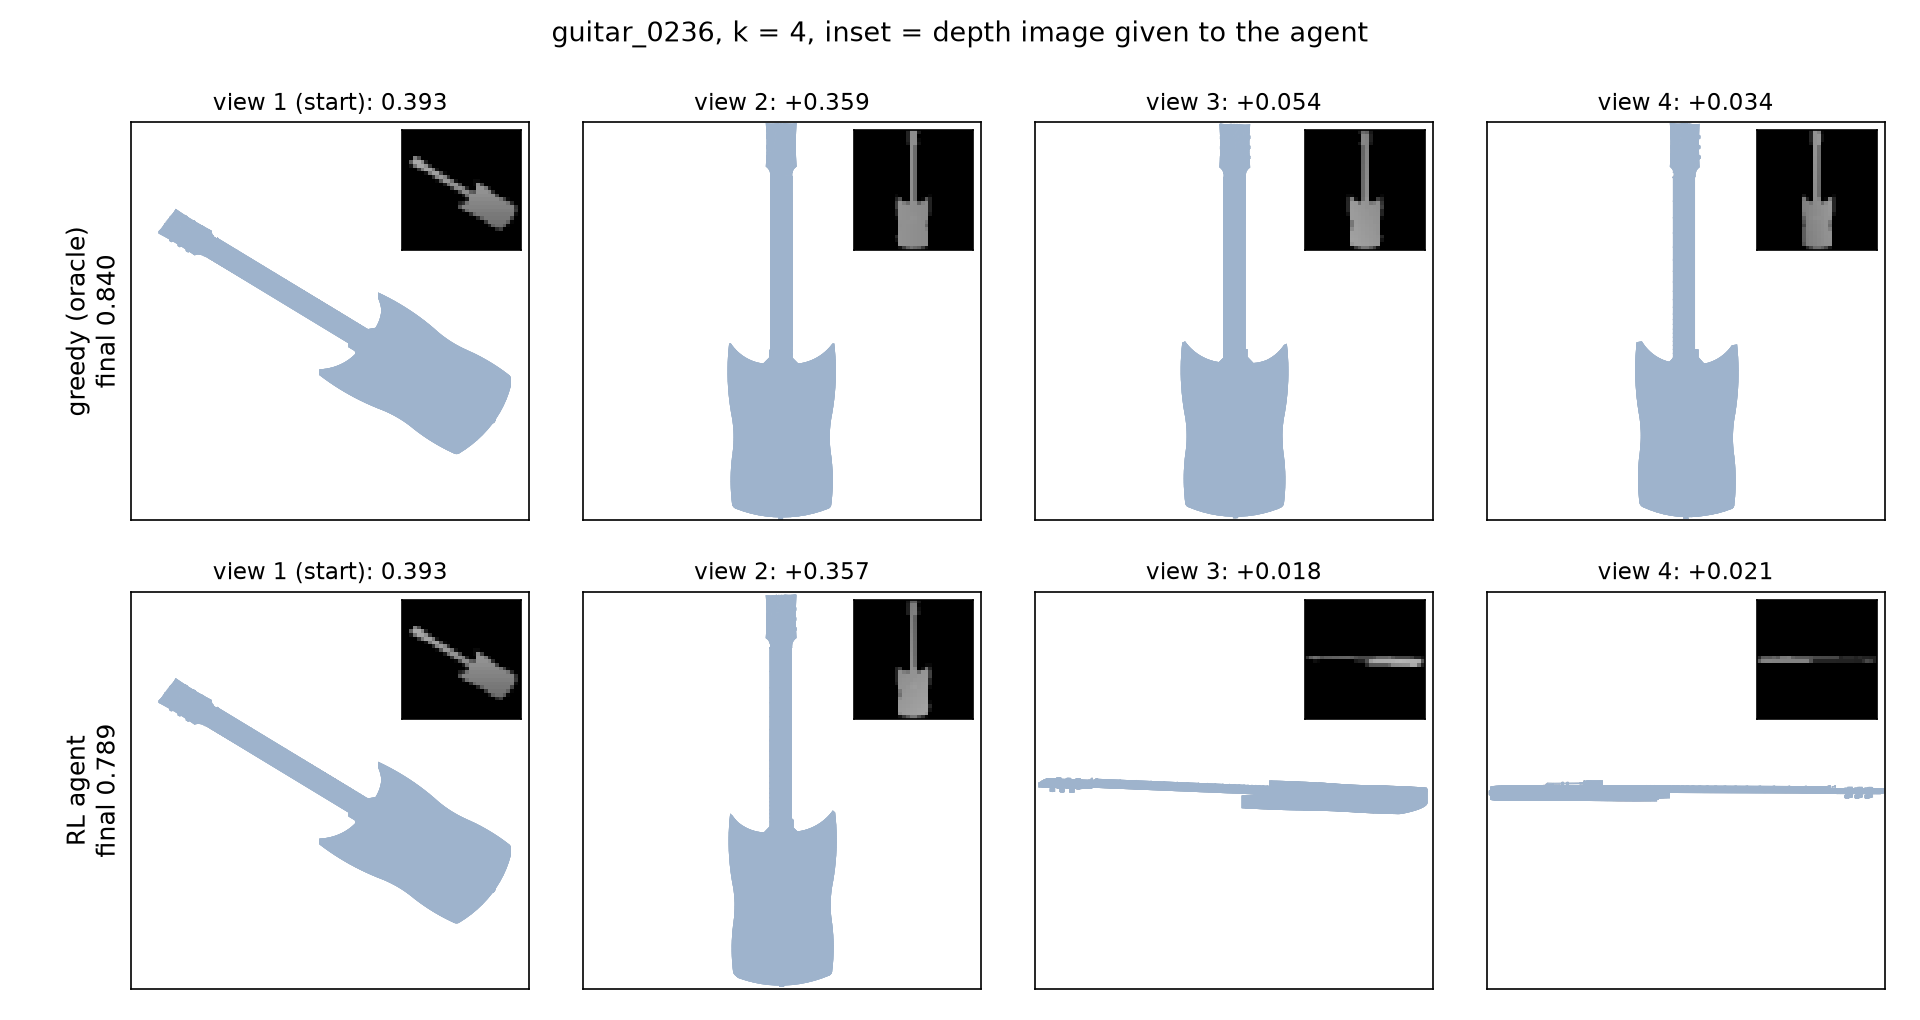 guitar_0236, k = 4, inset = depth image given to the agent
greedy (oracle)
final 0.840
view 1 (start): 0.393
view 2: +0.359
view 3: +0.054
view 4: +0.034
RL agent
final 0.789
view 1 (start): 0.393
view 2: +0.357
view 3: +0.018
view 4: +0.021